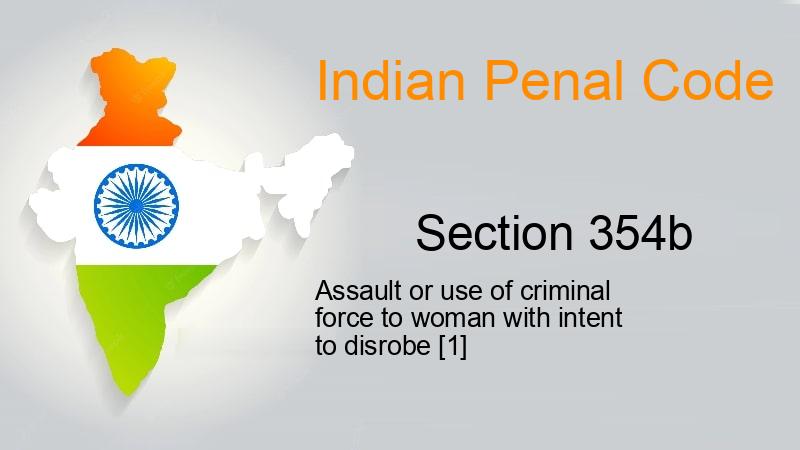 Indian Penal Code
Section 354b
Assault or use of criminal
force to woman with intent
to disrobe [1]